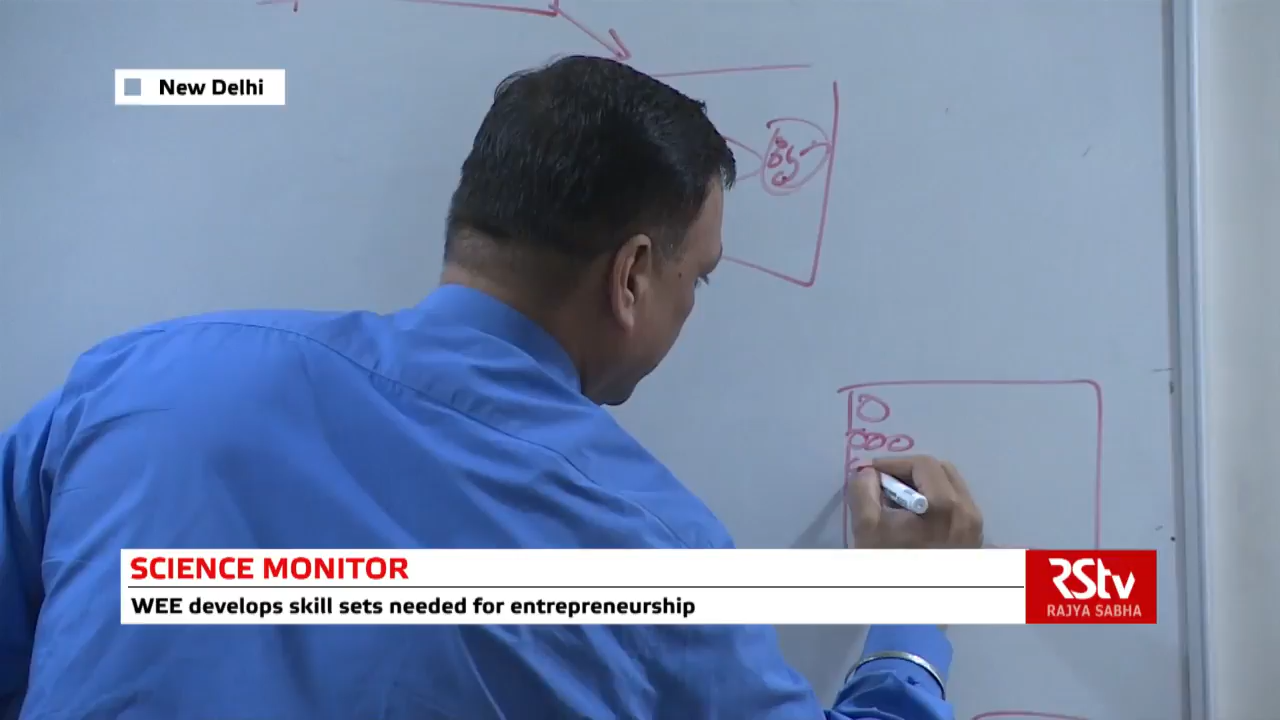 New Delhi
SCIENCE MONITOR
WEE develops skill sets needed for entrepreneurship
RStv
RAJYA SABHA